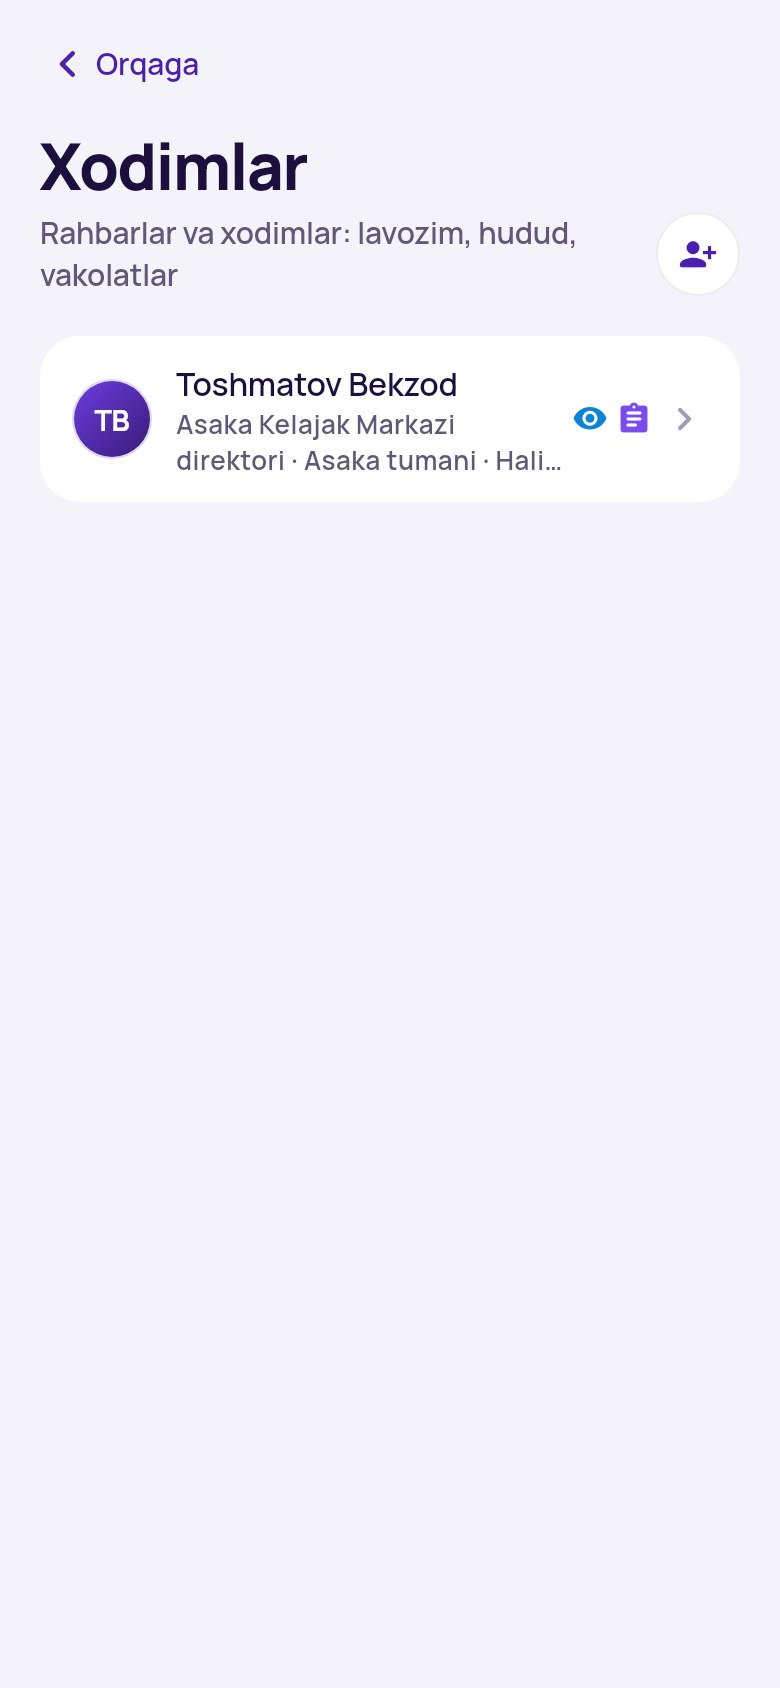 Orqaga
Xodimlar
Rahbarlar va xodimlar: lavozim, hudud,
vakolatlar
TB
Toshmatov Bekzod
Asaka Kelajak Markazi
direktori · Asaka tumani · Hali…